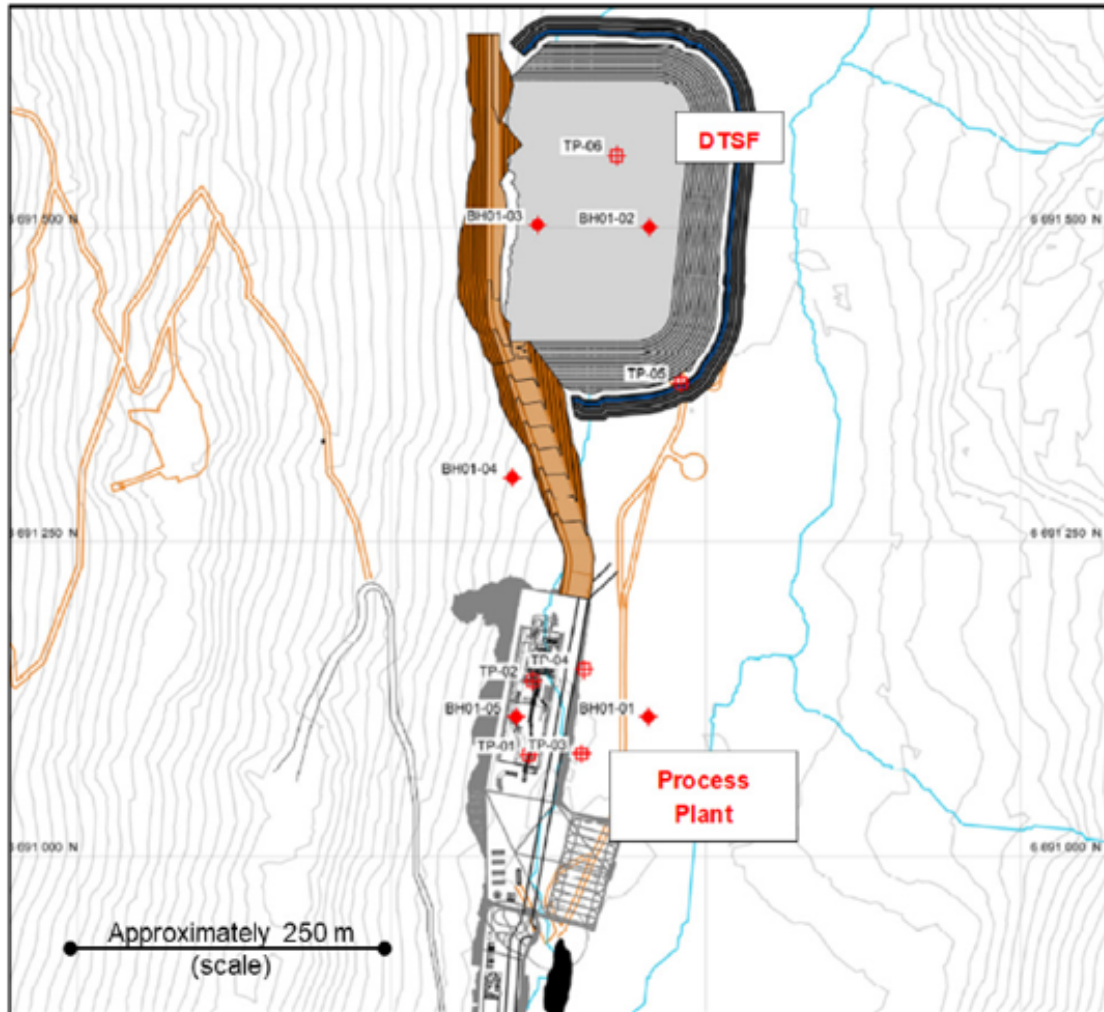 DTSF
TP-06
BH01-03
BH01-02
6 691 500 N
6 691 500 N
TP-05
BH01-04
6 691 250 N
6 691 250 N
TP-04
TP-02
BH01-05
BH01-01
TP-01
TP-03
Process
Plant
6 691 000 N
6 691 000 N
Approximately 250 m
(scale)